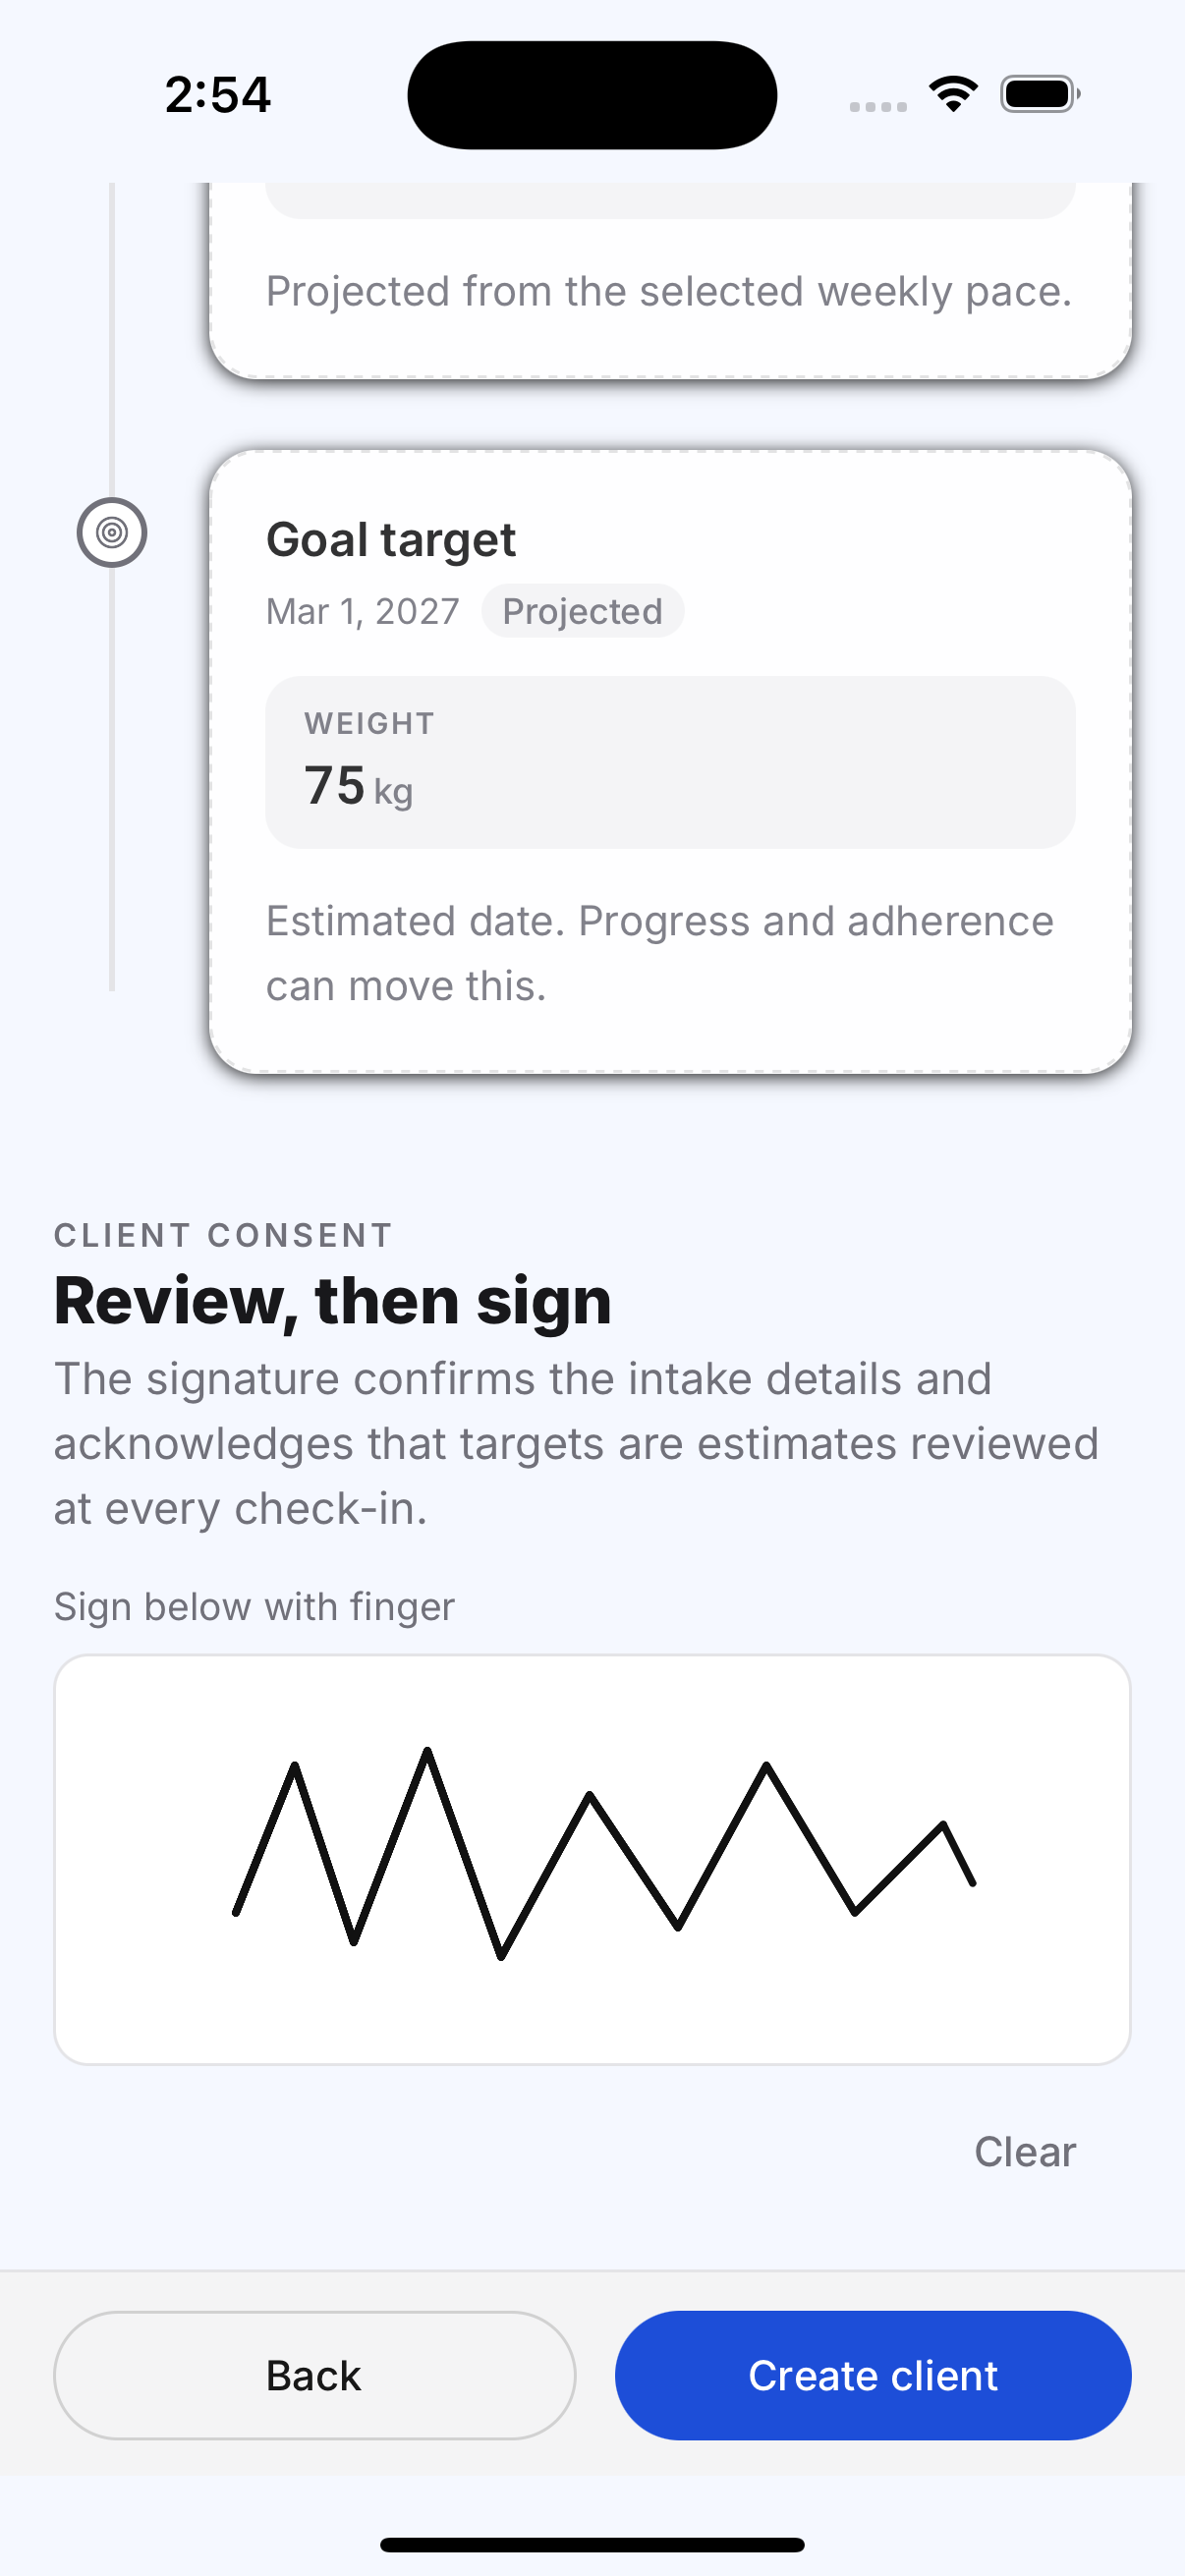 2:54
Projected from the selected weekly pace.
Goal target
Mar 1, 2027 Projected
WEIGHT
75 kg
Estimated date. Progress and adherence
can move this.
CLIENT CONSENT
Review, then sign
The signature confirms the intake details and
acknowledges that targets are estimates reviewed
at every check-in.
Sign below with finger
Clear
Back Create client